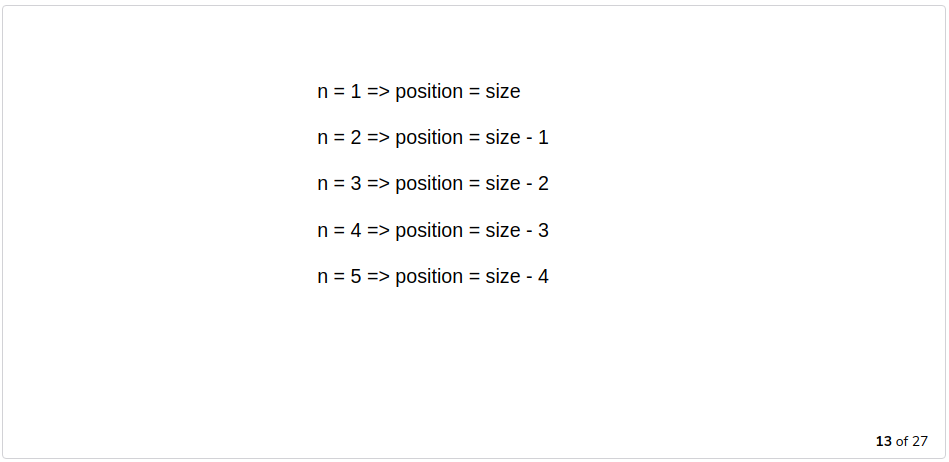 n = 1 => position = size
n = 2 => position = size - 1
n = 3 => position = size - 2
n = 4 => position = size - 3
n = 5 => position = size - 4
13 of 27